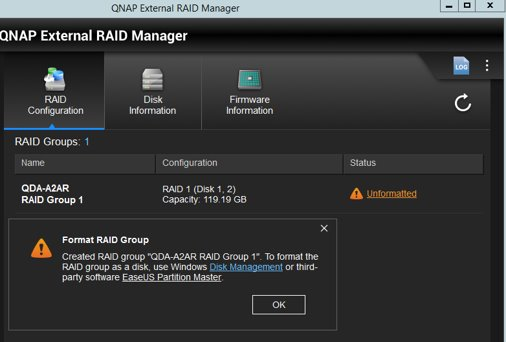 QNAP External RAID Manager
QNAP External RAID Manager
LOG
RAID
Configuration
Disk
Information
Firmware
Information
RAID Groups: 1
Name Configuration Status
QDA-A2AR
RAID Group 1
RAID 1 (Disk 1, 2)
Capacity: 119.19 GB
Unformatted
Format RAID Group
Created RAID group "QDA-A2AR RAID Group 1". To format the
RAID group as a disk, use Windows Disk Management or third-
party software EaseUS Partition Master.
OK